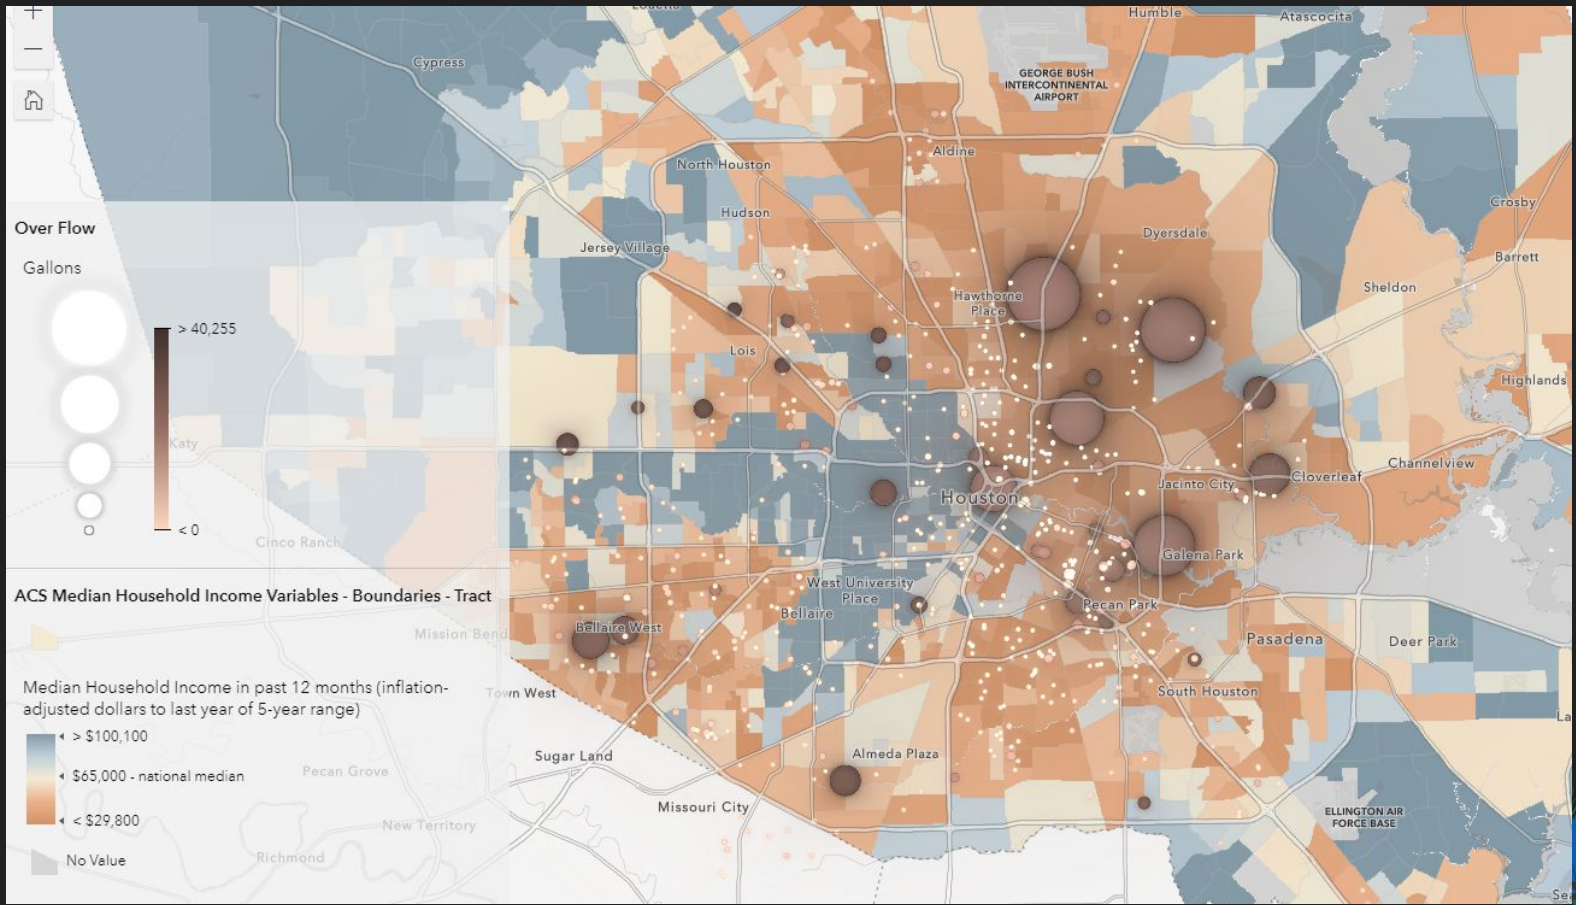 Louetta
Humble
Atascocita
Cypress
GEORGE BUSH
INTERCONTINENTAL
AIRPORT
Aldine
North Houston
Hudson
Crosby
Over Flow
Dyersdale
Jersey Village
Barrett
Gallons
Sheldon
Hawthorne
Place
> 40,255
Lois
Highlands
Katy
Channelview
Cloverleaf
Jacinto City
Houston
< 0
Cinco Ranch
Galena Park
West University
Place
ACS Median Household Income Variables - Boundaries - Tract
Pecan Park
Bellaire
Bellaire West
Mission Bend
Pasadena
Deer Park
Median Household Income in past 12 months (inflation-
adjusted dollars to last year of 5-year range)
Town West
South Houston
La
> $100,100
Sugar Land
Almeda Plaza
$65,000 - national median
Pecan Grove
Missouri City
< $29,800
New Territory
ELLINGTON AIR
FORCE BASE
Richmond
No Value
Sea